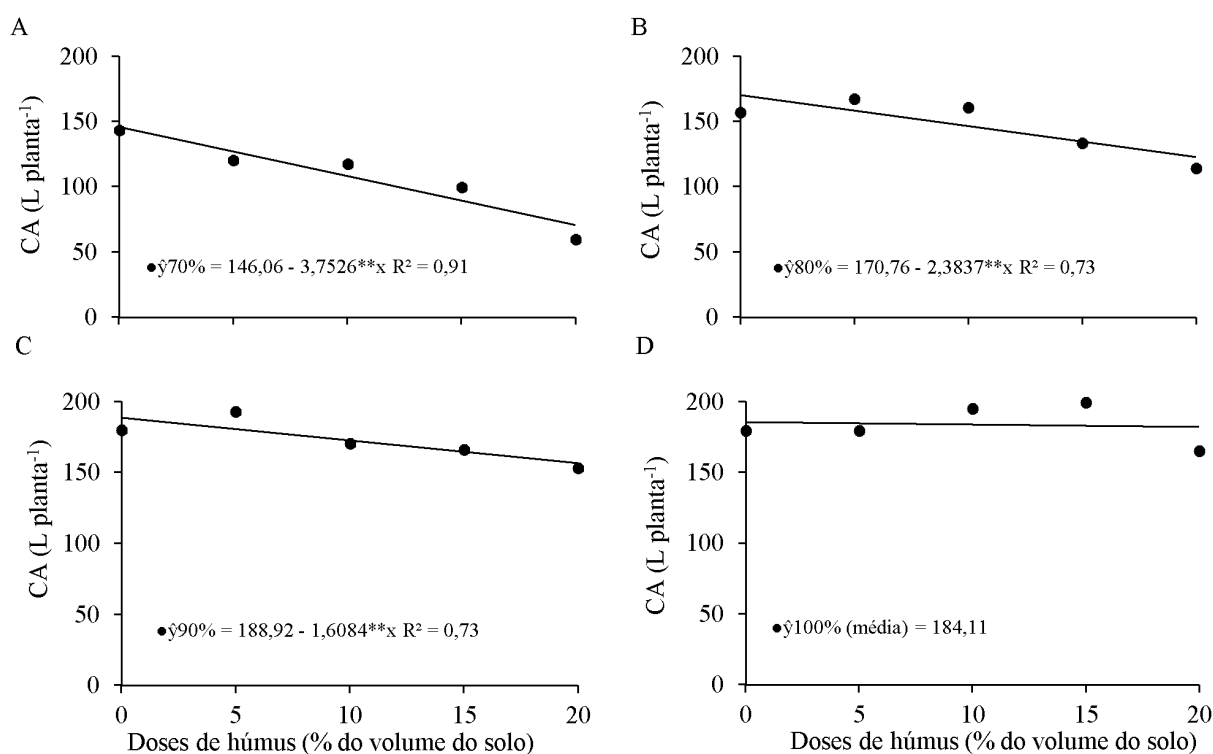 A
200
150
100
50
0
CA (L planta⁻¹)
●ŷ70% = 146,06 - 3,7526**x R² = 0,91
B
200
150
100
50
0
CA (L planta⁻¹)
●ŷ80% = 170,76 - 2,3837**x R² = 0,73
C
200
150
100
50
0
CA (L planta⁻¹)
●ŷ90% = 188,92 - 1,6084**x R² = 0,73
0 5 10 15 20
Doses de húmus (% do volume do solo)
D
200
150
100
50
0
CA (L planta⁻¹)
●ŷ100% (média) = 184,11
0 5 10 15 20
Doses de húmus (% do volume do solo)